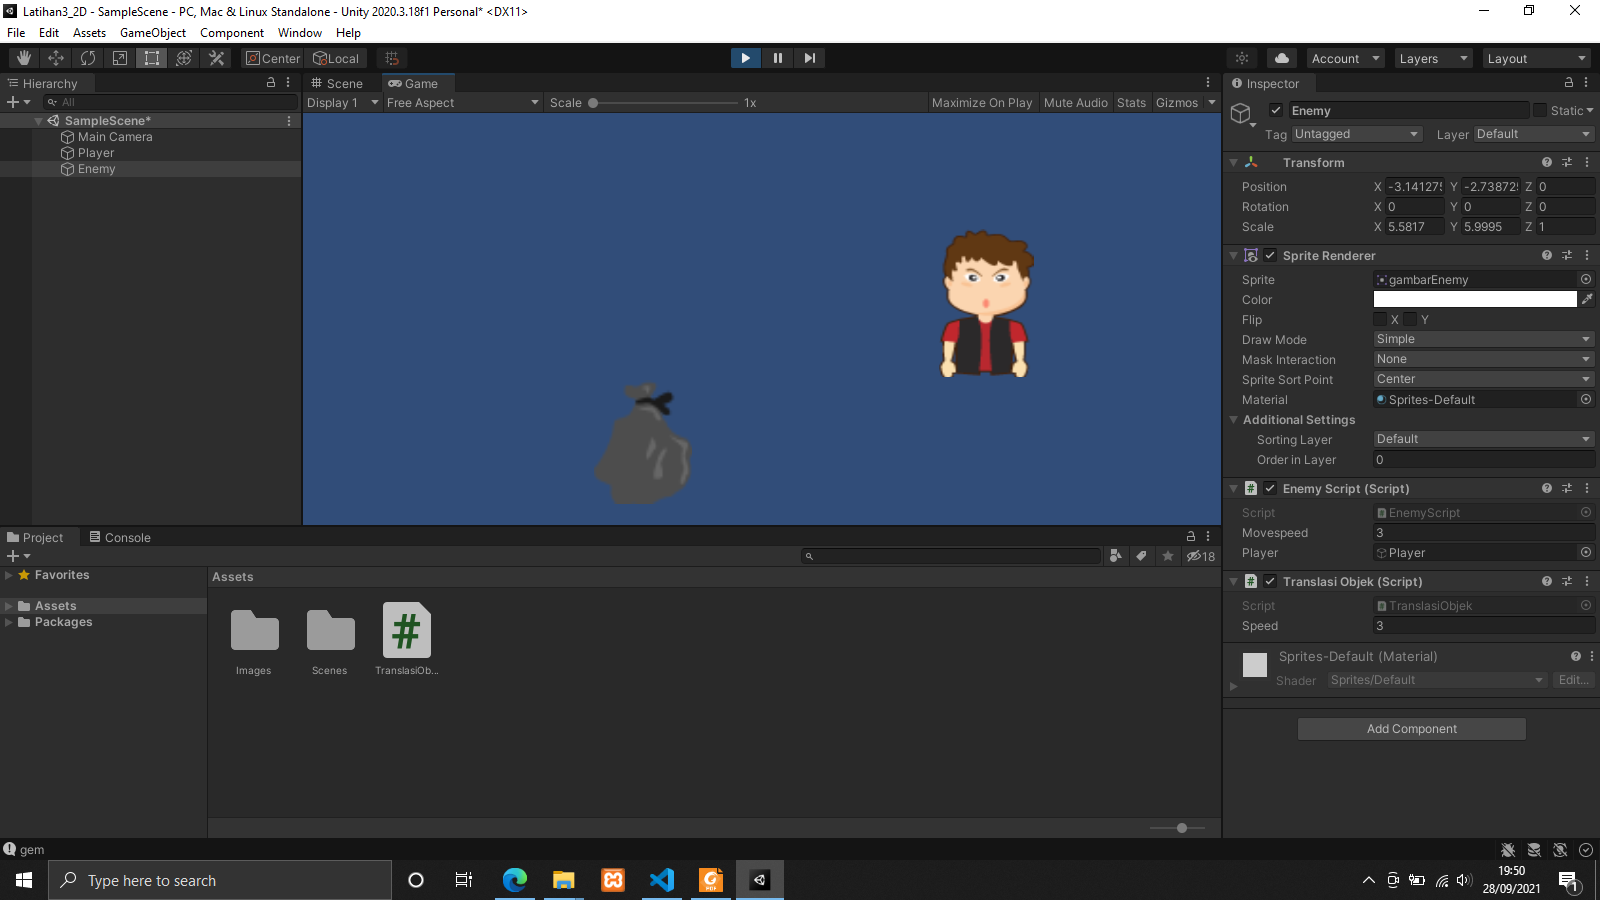 Latihan3_2D - SampleScene - PC, Mac & Linux Standalone - Unity 2020.3.18f1 Personal* <DX11>
File Edit Assets GameObject Component Window Help
Center Local Account Layers Layout
Hierarchy
All
SampleScene*
Main Camera
Player
Enemy
Scene Game
Display 1 Free Aspect Scale 1x Maximize On Play Mute Audio Stats Gizmos
Inspector
Enemy Static
Tag Untagged Layer Default
Transform
Position X -3.141275 Y -2.738725 Z 0
Rotation X 0 Y 0 Z 0
Scale X 5.5817 Y 5.9995 Z 1
Sprite Renderer
Sprite gambarEnemy
Color
Flip X Y
Draw Mode Simple
Mask Interaction None
Sprite Sort Point Center
Material Sprites-Default
Additional Settings
Sorting Layer Default
Order in Layer 0
# Enemy Script (Script)
Script EnemyScript
Movespeed 3
Player Player
# Translasi Objek (Script)
Script TranslasiObjek
Speed 3
Sprites-Default (Material)
Shader Sprites/Default Edit...
Add Component
Project Console
18
Favorites
Assets
Packages
Assets
#
Images Scenes TranslasiOb...
gem
Type here to search
19:50
28/09/2021
1